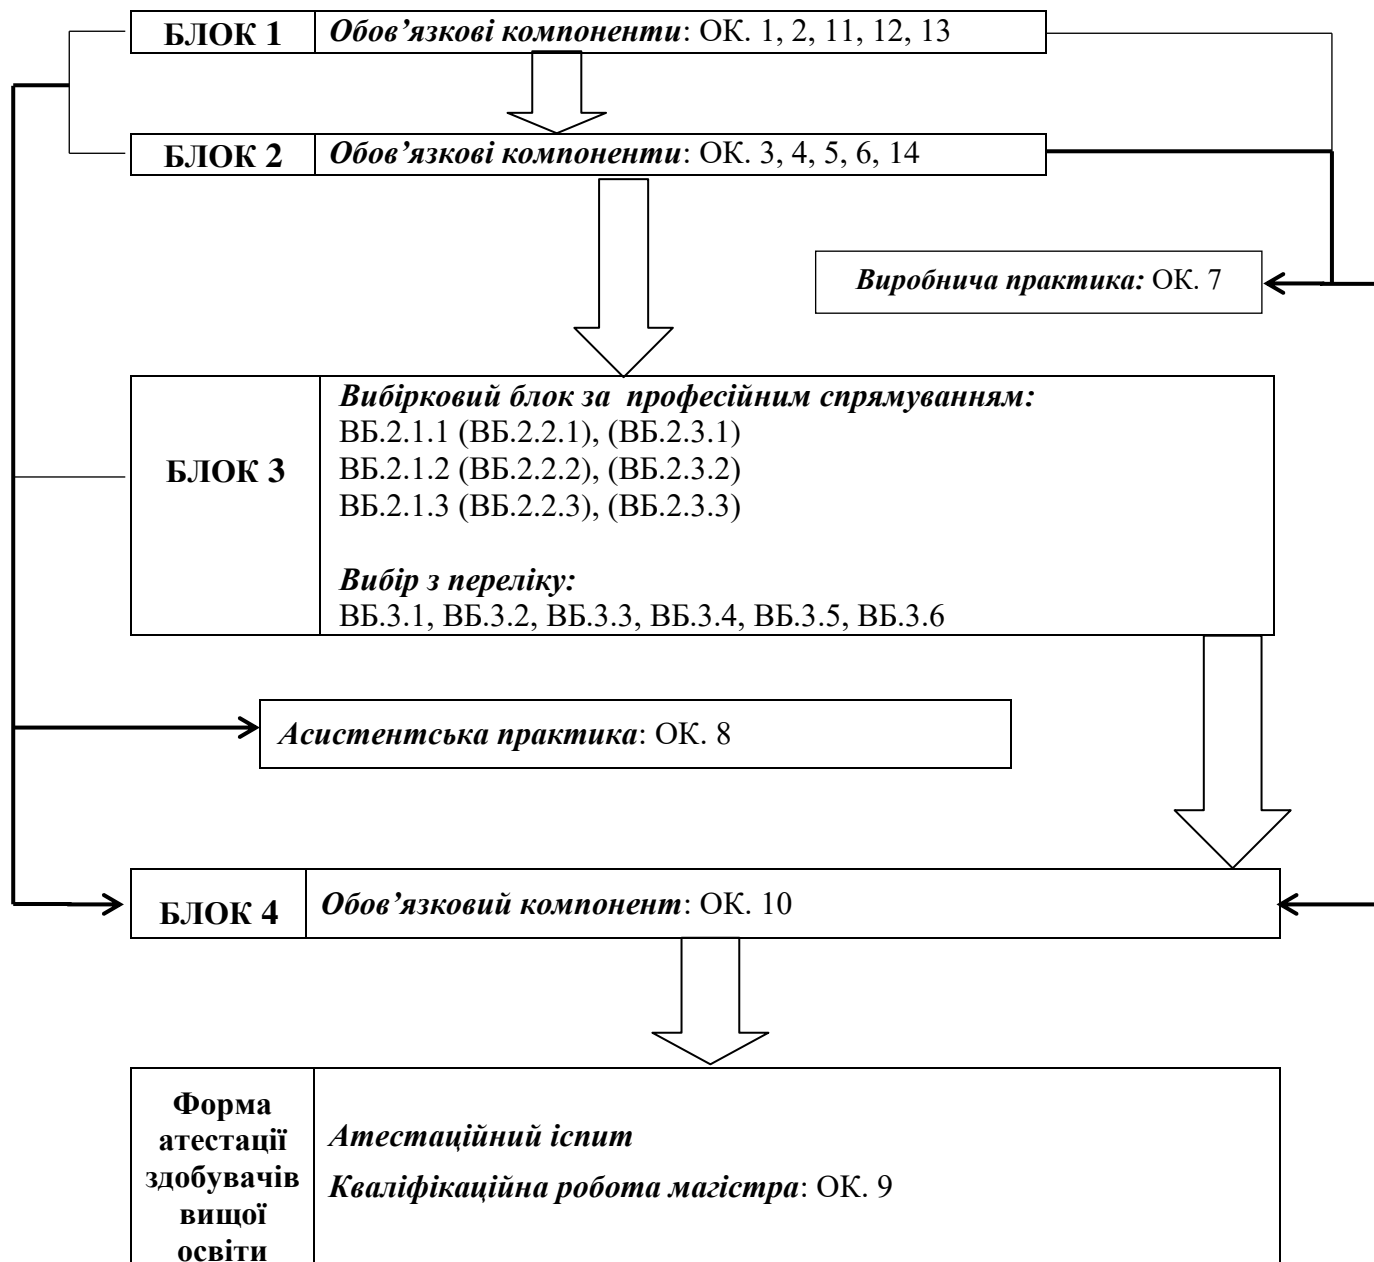 БЛОК 1 Обов’язкові компоненти: ОК. 1, 2, 11, 12, 13
БЛОК 2 Обов’язкові компоненти: ОК. 3, 4, 5, 6, 14
Виробнича практика: ОК. 7
БЛОК 3
Вибірковий блок за професійним спрямуванням:
ВБ.2.1.1 (ВБ.2.2.1), (ВБ.2.3.1)
ВБ.2.1.2 (ВБ.2.2.2), (ВБ.2.3.2)
ВБ.2.1.3 (ВБ.2.2.3), (ВБ.2.3.3)
Вибір з переліку:
ВБ.3.1, ВБ.3.2, ВБ.3.3, ВБ.3.4, ВБ.3.5, ВБ.3.6
Асистентська практика: ОК. 8
БЛОК 4 Обов’язковий компонент: ОК. 10
Форма
атестації
здобувачів
вищої
освіти
Атестаційний іспит
Кваліфікаційна робота магістра: ОК. 9